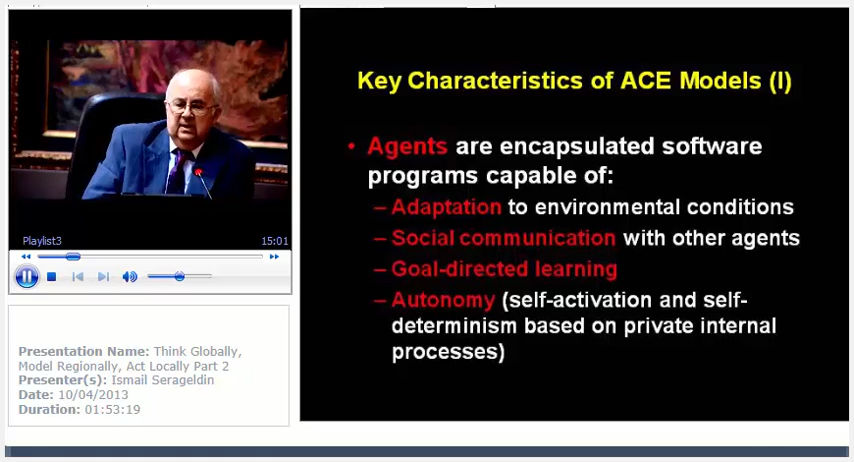 Playlist3
15:01
Presentation Name: Think Globally,
Model Regionally, Act Locally Part 2
Presenter(s): Ismail Serageldin
Date: 10/04/2013
Duration: 01:53:19
Key Characteristics of ACE Models (I)
• Agents are encapsulated software
programs capable of:
– Adaptation to environmental conditions
– Social communication with other agents
– Goal-directed learning
– Autonomy (self-activation and self-
determinism based on private internal
processes)